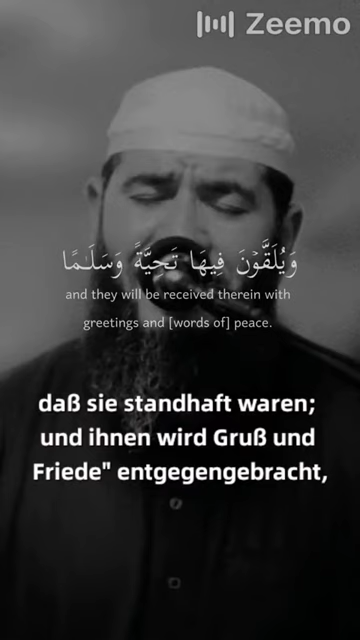 Zeemo
وَيُلَقَّوْنَ فِيهَا تَحِيَّةً وَسَلَـٰمًا
and they will be received therein with
greetings and [words of] peace.
daß sie standhaft waren;
und ihnen wird Gruß und
Friede" entgegengebracht,